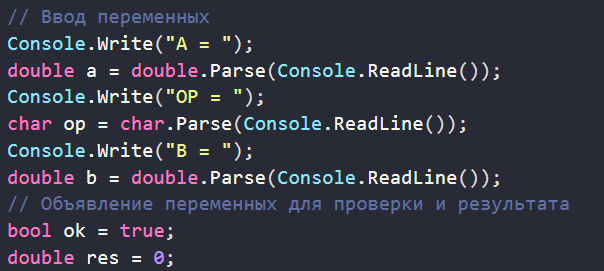 // Ввод переменных
Console.Write("A = ");
double a = double.Parse(Console.ReadLine());
Console.Write("OP = ");
char op = char.Parse(Console.ReadLine());
Console.Write("B = ");
double b = double.Parse(Console.ReadLine());
// Объявление переменных для проверки и результата
bool ok = true;
double res = 0;